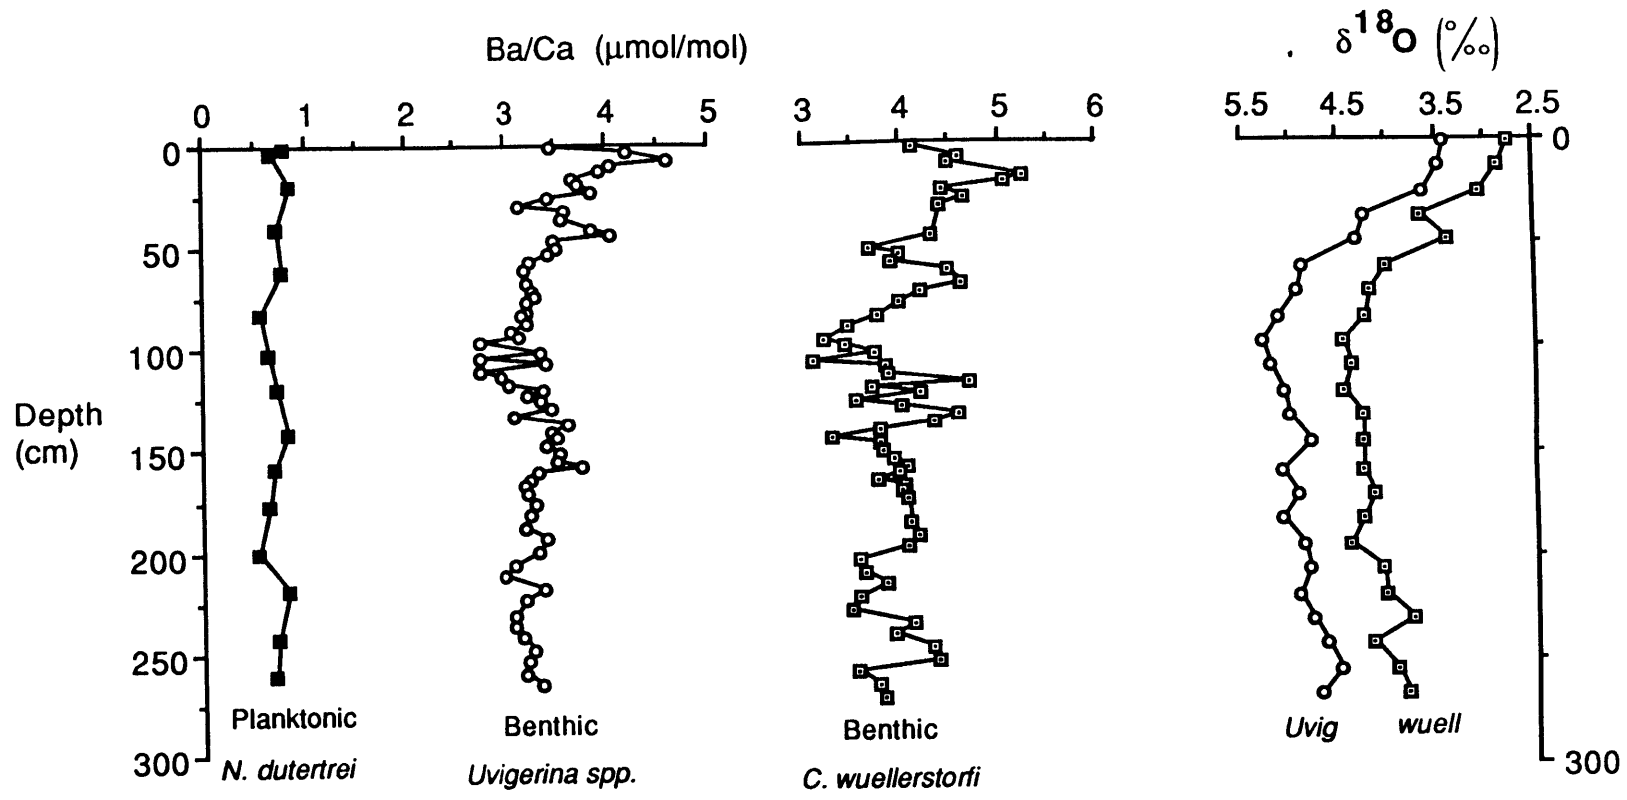 Ba/Ca (μmol/mol)
δ18O (°/oo)
0 1 2 3 4 5
3 4 5 6
5.5 4.5 3.5 2.5
0
50
100
150
200
250
300
Depth
(cm)
0
300
Planktonic
N. dutertrei
Benthic
Uvigerina spp.
Benthic
C. wuellerstorfi
Uvig
wuell